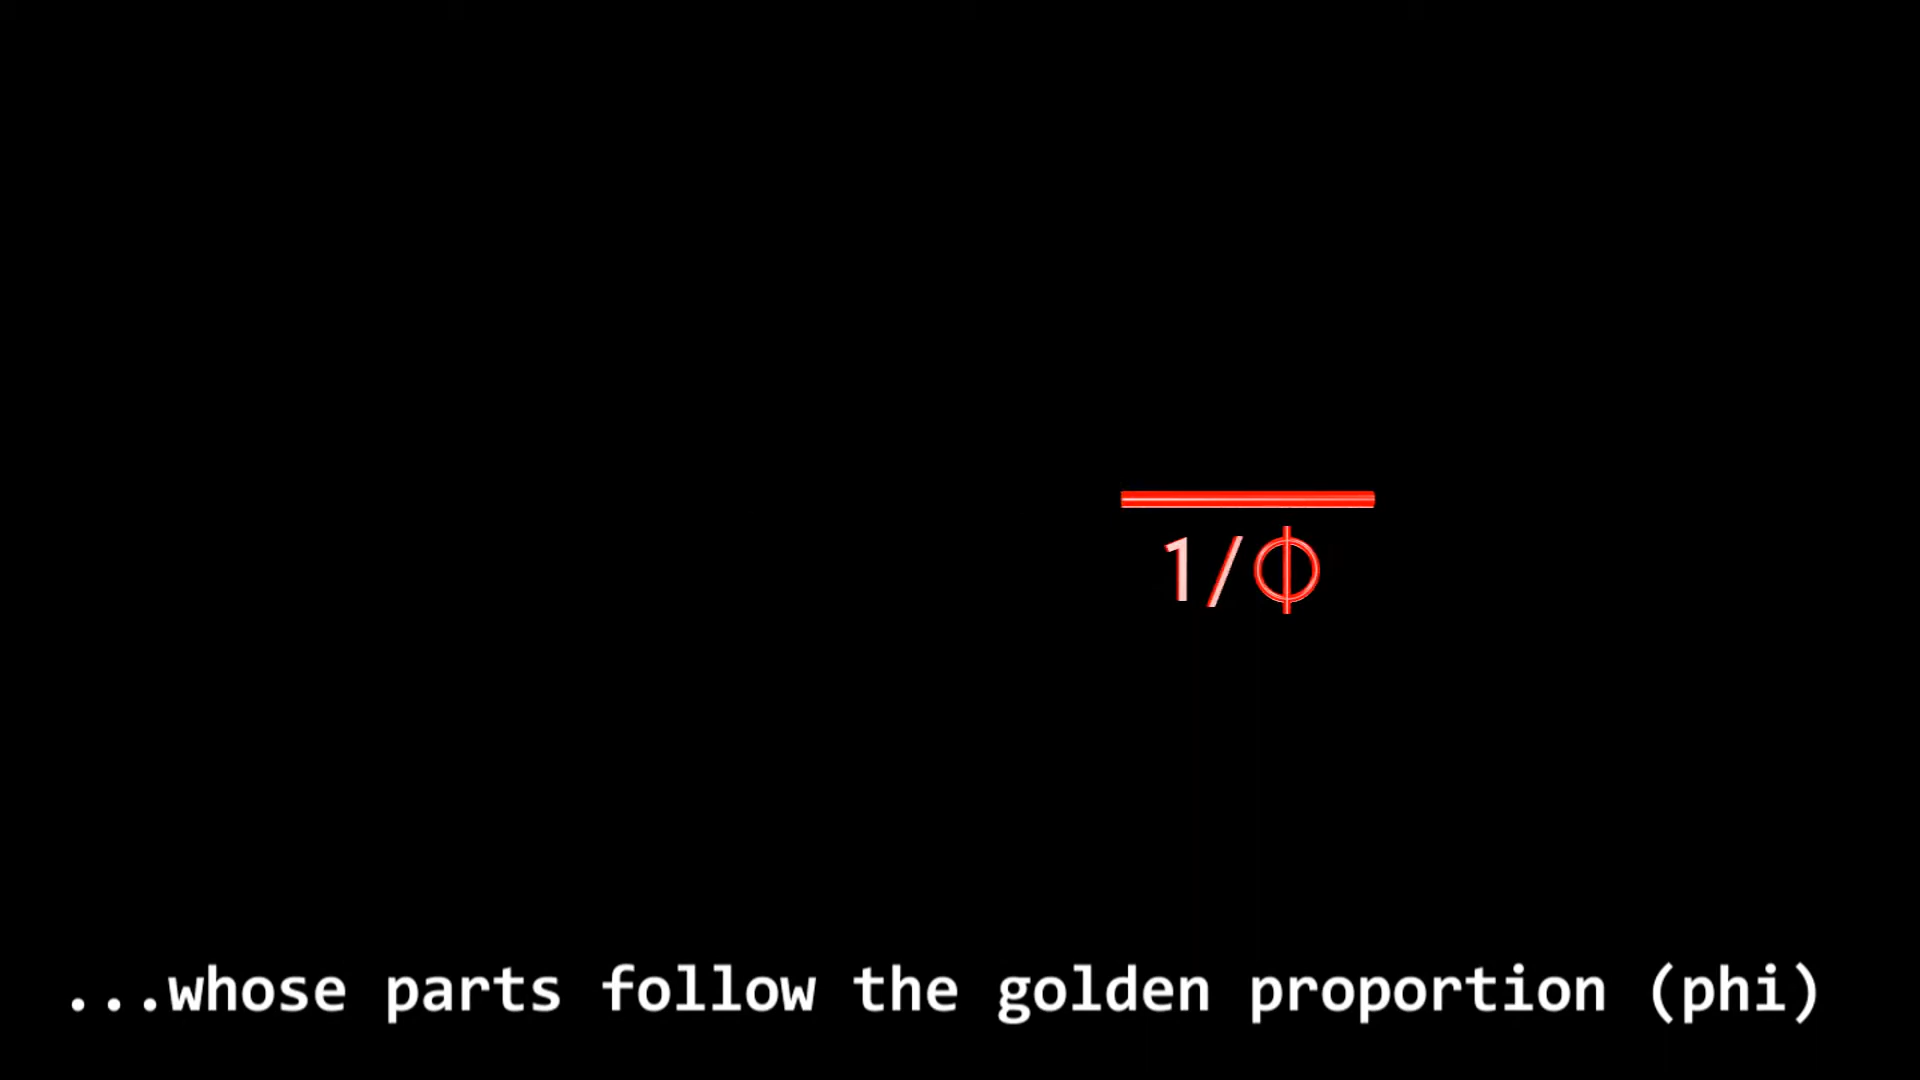 1/Φ
...whose parts follow the golden proportion (phi)